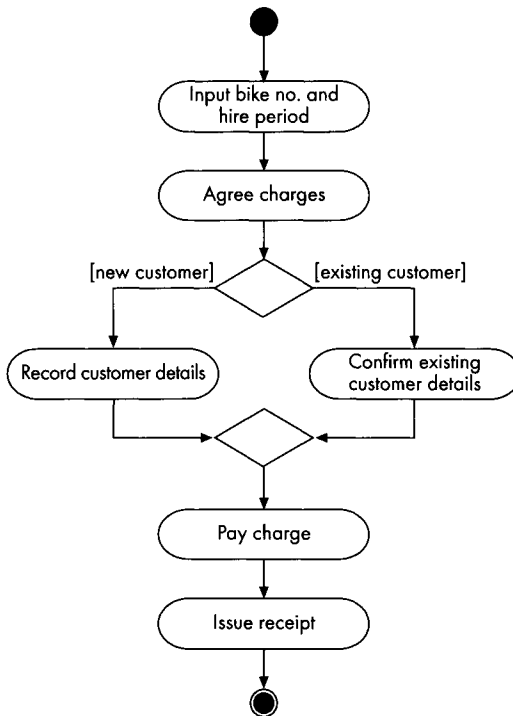 Input bike no. and
hire period
Agree charges
[new customer]
[existing customer]
Record customer details
Confirm existing
customer details
Pay charge
Issue receipt